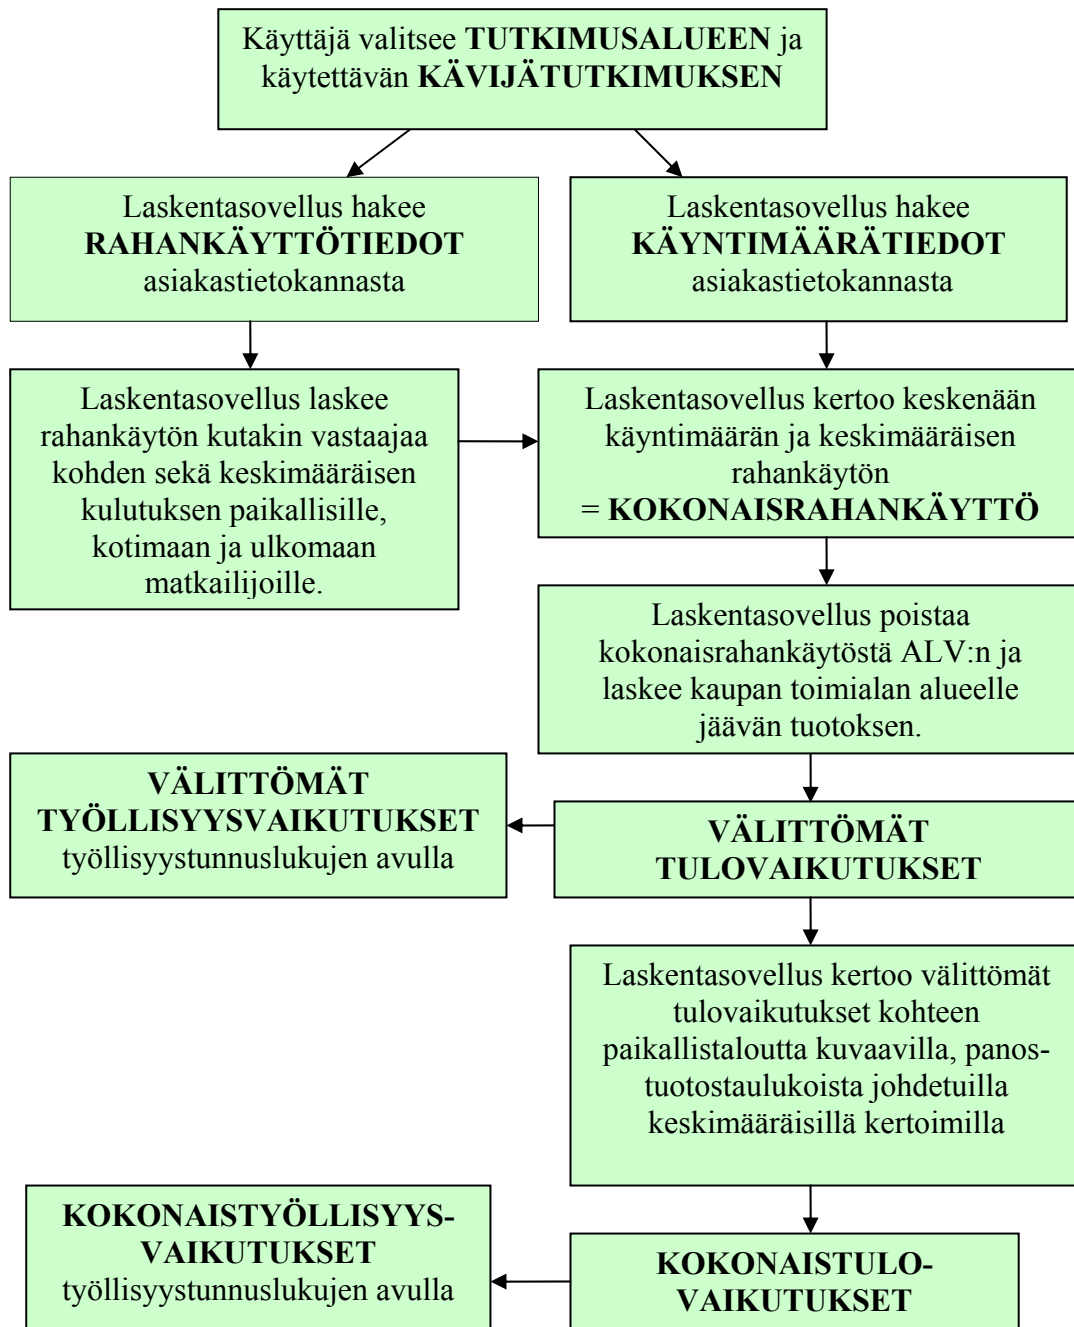 Käyttäjä valitsee TUTKIMUSALUEEN ja
käytettävän KÄVIJÄTUTKIMUKSEN
Laskentasovellus hakee
RAHANKÄYTTÖTIEDOT
asiakastietokannasta
Laskentasovellus hakee
KÄYNTIMÄÄRÄTIEDOT
asiakastietokannasta
Laskentasovellus laskee
rahankäytön kutakin vastaajaa
kohden sekä keskimääräisen
kulutuksen paikallisille,
kotimaan ja ulkomaan
matkailijoille.
Laskentasovellus kertoo keskenään
käyntimäärän ja keskimääräisen
rahankäytön
= KOKONAISRAHANKÄYTTÖ
Laskentasovellus poistaa
kokonaisrahankäytöstä ALV:n ja
laskee kaupan toimialan alueelle
jäävän tuotoksen.
VÄLITTÖMÄT
TYÖLLISYYSVAIKUTUKSET
työllisyystunnuslukujen avulla
VÄLITTÖMÄT
TULOVAIKUTUKSET
Laskentasovellus kertoo välittömät
tulovaikutukset kohteen
paikallistaloutta kuvaavilla, panos-
tuotostaulukoista johdetuilla
keskimääräisillä kertoimilla
KOKONAISTYÖLLISYYS-
VAIKUTUKSET
työllisyystunnuslukujen avulla
KOKONAISTULO-
VAIKUTUKSET